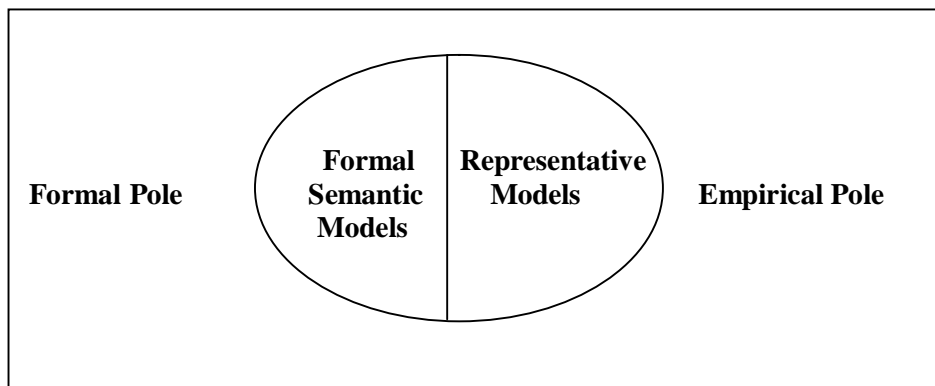 Formal Pole
Formal
Semantic
Models
Representative
Models
Empirical Pole